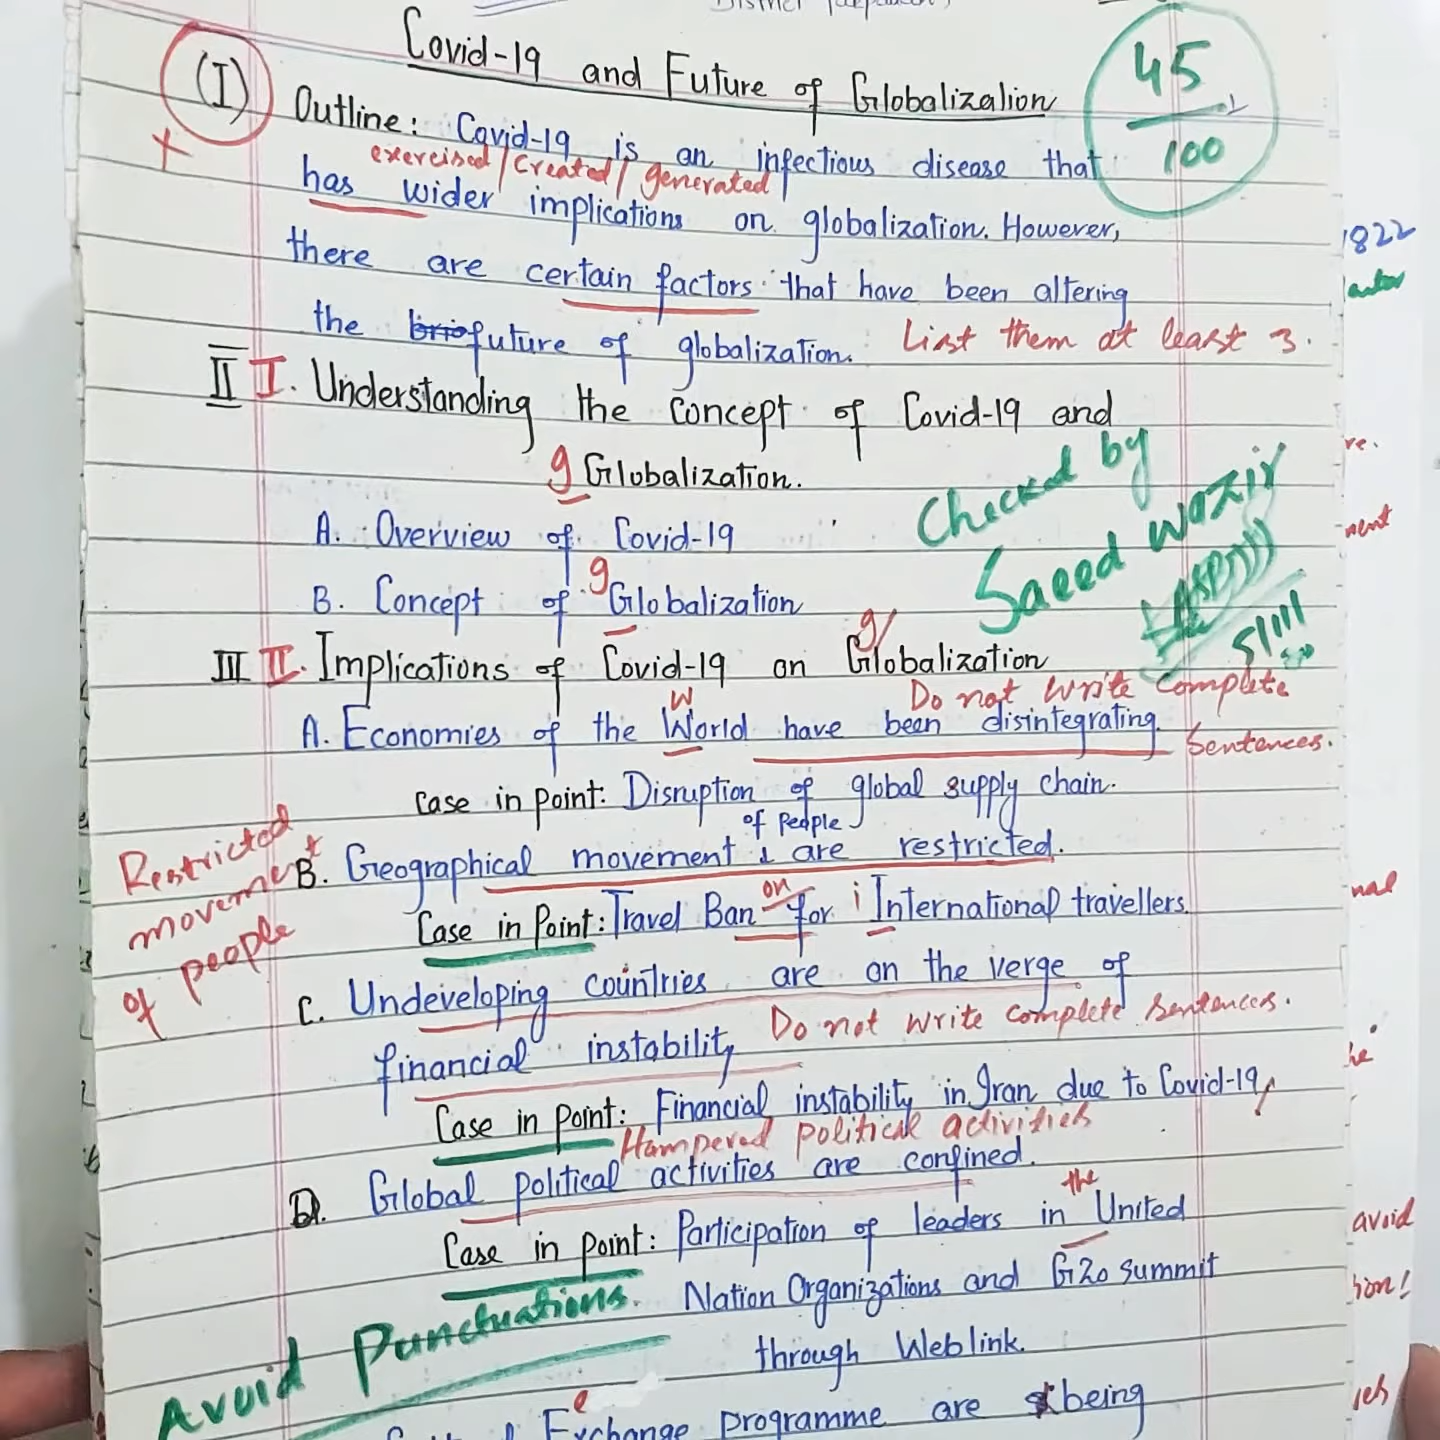 Covid-19 and Future of Globalization
45
100
(I) Outline: Covid-19 is an infectious disease that
exercised / created / generated
has wider implications on globalization. However,
1822
there are certain factors that have been altering
the future of globalization. List them at least 3.
II I. Understanding the concept of Covid-19 and
g Globalization.
re.
Checked by
Saeed Wazir
A. Overview of Covid-19
nent
g
B. Concept of Globalization
g
III II. Implications of Covid-19 on Globalization
Do not write complete
w
A. Economies of the World have been disintegrating. Sentences.
Case in point: Disruption of global supply chain.
Restricted movement of people
of people
B. Geographical movement are restricted.
on
Case in Point: Travel Ban for i International travellers.
nal
C. Undeveloping countries are on the verge of
financial instability Do not write complete sentences.
he
Case in point: Financial instability in Iran due to Covid-19,
Hampered political activities
D. Global political activities are confined.
the
Case in point: Participation of leaders in United
avoid
Nation Organizations and G20 summit
ion!
Avoid Punctuations.
through Weblink.
e
Exchange programme are being